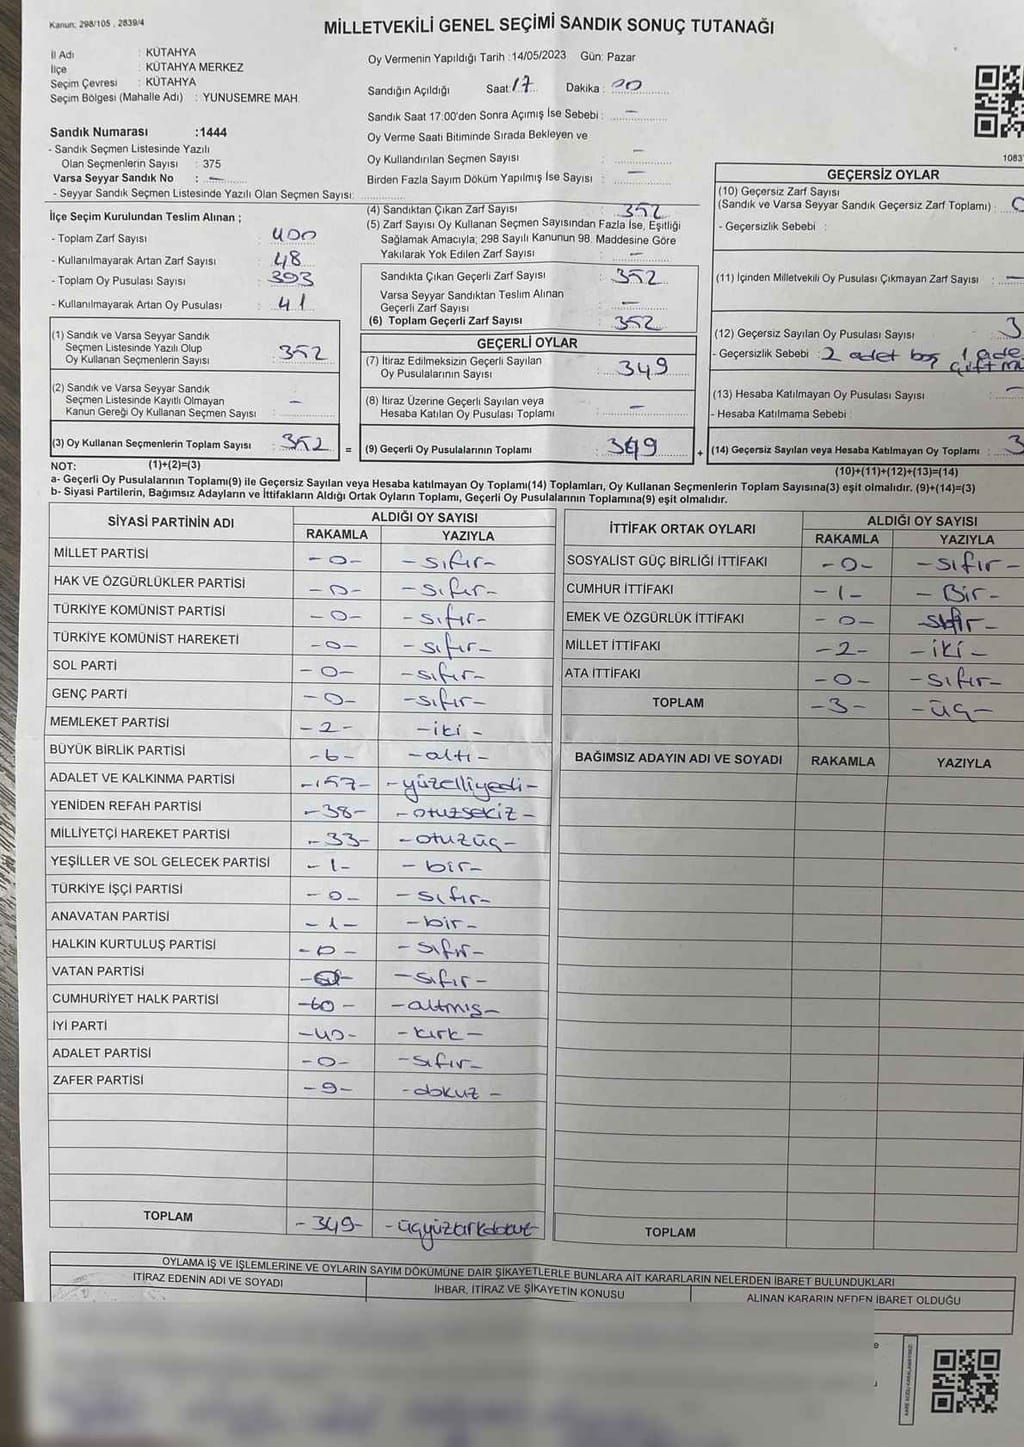 Kanun; 298/105 , 2839/4
MİLLETVEKİLİ GENEL SEÇİMİ SANDIK SONUÇ TUTANAĞI
İl Adı : KÜTAHYA
İlçe : KÜTAHYA MERKEZ
Seçim Çevresi : KÜTAHYA
Seçim Bölgesi (Mahalle Adı) : YUNUSEMRE MAH.
Sandık Numarası :1444
- Sandık Seçmen Listesinde Yazılı
Olan Seçmenlerin Sayısı : 375
Varsa Seyyar Sandık No : —
- Seyyar Sandık Seçmen Listesinde Yazılı Olan Seçmen Sayısı:
Oy Vermenin Yapıldığı Tarih :14/05/2023 Gün: Pazar
Sandığın Açıldığı Saat: 17 Dakika : 00
Sandık Saat 17:00'den Sonra Açımış İse Sebebi : —
Oy Verme Saati Bitiminde Sırada Bekleyen ve
Oy Kullandırılan Seçmen Sayısı : —
Birden Fazla Sayım Döküm Yapılmış İse Sayısı : —
1083
İlçe Seçim Kurulundan Teslim Alınan ;
- Toplam Zarf Sayısı : 400
- Kullanılmayarak Artan Zarf Sayısı : 48
- Toplam Oy Pusulası Sayısı : 393
- Kullanılmayarak Artan Oy Pusulası : 41
(4) Sandıktan Çıkan Zarf Sayısı : 352
(5) Zarf Sayısı Oy Kullanan Seçmen Sayısından Fazla İse, Eşitliği
Sağlamak Amacıyla; 298 Sayılı Kanunun 98. Maddesine Göre
Yakılarak Yok Edilen Zarf Sayısı : —
Sandıkta Çıkan Geçerli Zarf Sayısı : 352
Varsa Seyyar Sandıktan Teslim Alınan
Geçerli Zarf Sayısı : —
(6) Toplam Geçerli Zarf Sayısı : 352
GEÇERSİZ OYLAR
(10) Geçersiz Zarf Sayısı
(Sandık ve Varsa Seyyar Sandık Geçersiz Zarf Toplamı) :
- Geçersizlik Sebebi :
(11) İçinden Milletvekili Oy Pusulası Çıkmayan Zarf Sayısı : —
(12) Geçersiz Sayılan Oy Pusulası Sayısı : 3
- Geçersizlik Sebebi : 2 adet boş 1 ade
çift m
(13) Hesaba Katılmayan Oy Pusulası Sayısı : —
- Hesaba Katılmama Sebebi :
(1) Sandık ve Varsa Seyyar Sandık
Seçmen Listesinde Yazılı Olup
Oy Kullanan Seçmenlerin Sayısı : 352
(2) Sandık ve Varsa Seyyar Sandık
Seçmen Listesinde Kayıtlı Olmayan
Kanun Gereği Oy Kullanan Seçmen Sayısı : —
GEÇERLİ OYLAR
(7) İtiraz Edilmeksizin Geçerli Sayılan
Oy Pusulalarının Sayısı : 349
(8) İtiraz Üzerine Geçerli Sayılan veya
Hesaba Katılan Oy Pusulası Toplamı : —
(3) Oy Kullanan Seçmenlerin Toplam Sayısı : 352 = (9) Geçerli Oy Pusulalarının Toplamı : 349 + (14) Geçersiz Sayılan veya Hesaba Katılmayan Oy Toplamı : 3
NOT: (1)+(2)=(3) (10)+(11)+(12)+(13)=(14)
a- Geçerli Oy Pusulalarının Toplamı(9) ile Geçersiz Sayılan veya Hesaba katılmayan Oy Toplamı(14) Toplamları, Oy Kullanan Seçmenlerin Toplam Sayısına(3) eşit olmalıdır. (9)+(14)=(3)
b- Siyasi Partilerin, Bağımsız Adayların ve İttifakların Aldığı Ortak Oyların Toplamı, Geçerli Oy Pusulalarının Toplamına(9) eşit olmalıdır.
SİYASİ PARTİNİN ADI ALDIĞI OY SAYISI
RAKAMLA YAZIYLA
MİLLET PARTİSİ -0- -sıfır-
HAK VE ÖZGÜRLÜKLER PARTİSİ -0- -sıfır-
TÜRKİYE KOMÜNİST PARTİSİ -0- -sıfır-
TÜRKİYE KOMÜNİST HAREKETİ -0- -sıfır-
SOL PARTİ -0- -sıfır-
GENÇ PARTİ -0- -sıfır-
MEMLEKET PARTİSİ -2- -iki-
BÜYÜK BİRLİK PARTİSİ -6- -altı-
ADALET VE KALKINMA PARTİSİ -157- -yüzelliyedi-
YENİDEN REFAH PARTİSİ -38- -otuzsekiz-
MİLLİYETÇİ HAREKET PARTİSİ -33- -otuzüç-
YEŞİLLER VE SOL GELECEK PARTİSİ -1- -bir-
TÜRKİYE İŞÇİ PARTİSİ -0- -sıfır-
ANAVATAN PARTİSİ -1- -bir-
HALKIN KURTULUŞ PARTİSİ -0- -sıfır-
VATAN PARTİSİ -0- -sıfır-
CUMHURİYET HALK PARTİSİ -60- -altmış-
İYİ PARTİ -40- -kırk-
ADALET PARTİSİ -0- -sıfır-
ZAFER PARTİSİ -9- -dokuz-
TOPLAM -349- -üçyüzkırkdokuz-
İTTİFAK ORTAK OYLARI ALDIĞI OY SAYISI
RAKAMLA YAZIYLA
SOSYALİST GÜÇ BİRLİĞİ İTTİFAKI -0- -sıfır-
CUMHUR İTTİFAKI -1- -Bir-
EMEK VE ÖZGÜRLÜK İTTİFAKI -0- -sıfır-
MİLLET İTTİFAKI -2- -iki-
ATA İTTİFAKI -0- -sıfır-
TOPLAM -3- -üç-
BAĞIMSIZ ADAYIN ADI VE SOYADI RAKAMLA YAZIYLA
TOPLAM
OYLAMA İŞ VE İŞLEMLERİNE VE OYLARIN SAYIM DÖKÜMÜNE DAİR ŞİKAYETLERLE BUNLARA AİT KARARLARIN NELERDEN İBARET BULUNDUKLARI
İTİRAZ EDENİN ADI VE SOYADI İHBAR, İTİRAZ VE ŞİKAYETİN KONUSU ALINAN KARARIN NEDEN İBARET OLDUĞU